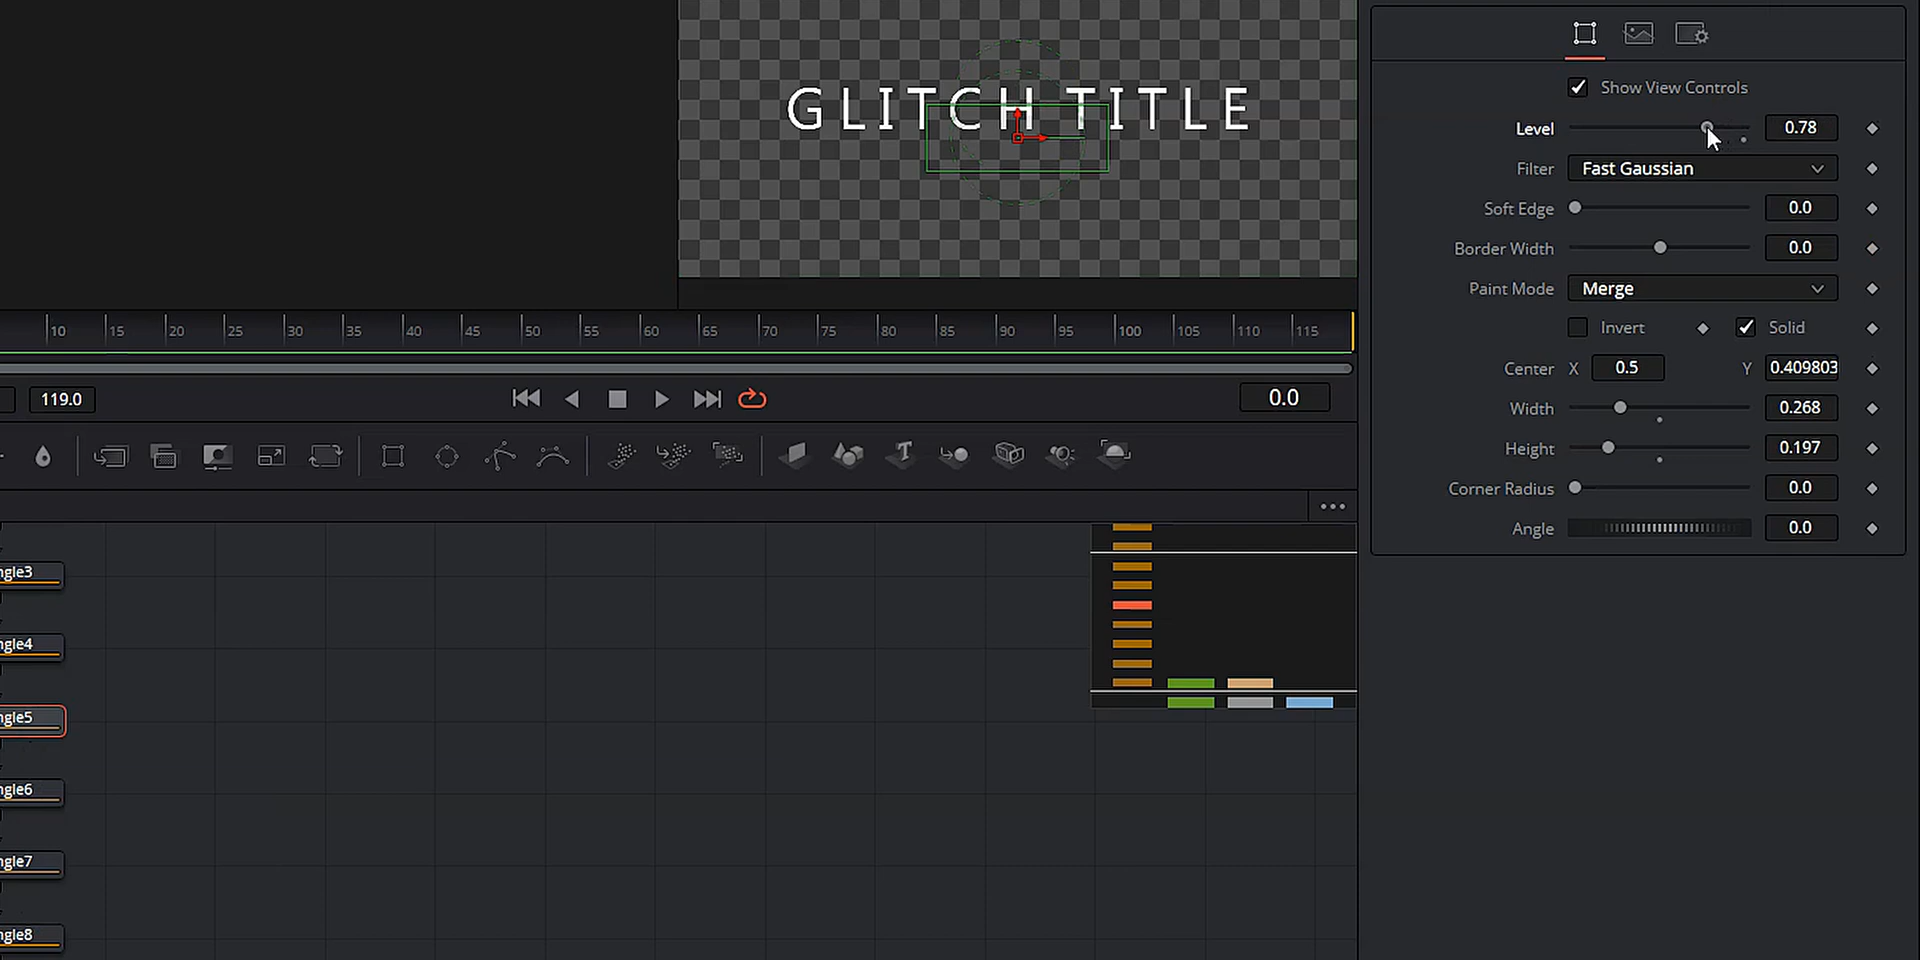 GLITCH TITLE
Show View Controls
Level 0.78
Filter Fast Gaussian
Soft Edge 0.0
Border Width 0.0
Paint Mode Merge
Invert Solid
Center X 0.5 Y 0.409803
Width 0.268
Height 0.197
Corner Radius 0.0
Angle 0.0
10 15 20 25 30 35 40 45 50 55 60 65 70 75 80 85 90 95 100 105 110 115
119.0 0.0
T
ngle3
ngle4
ngle5
ngle6
ngle7
ngle8